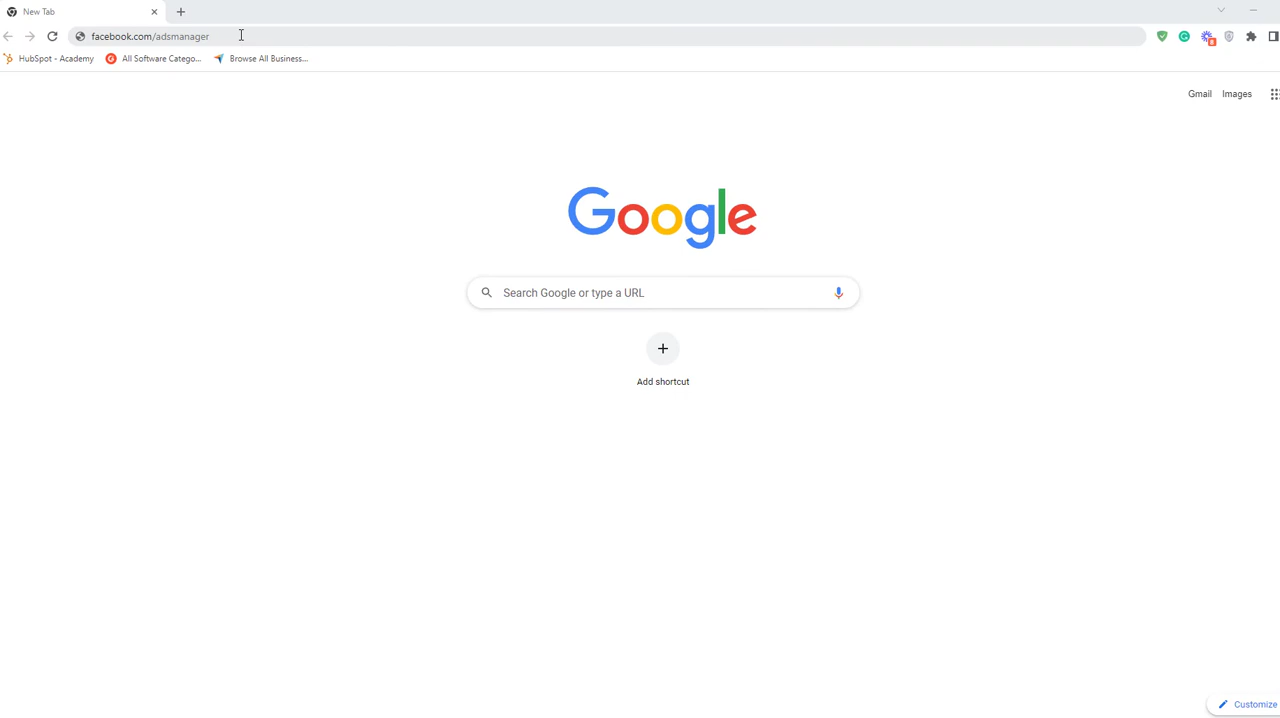 New Tab
facebook.com/adsmanager
HubSpot - Academy
All Software Catego...
Browse All Business...
Gmail
Images
Google
Search Google or type a URL
Add shortcut
Customize